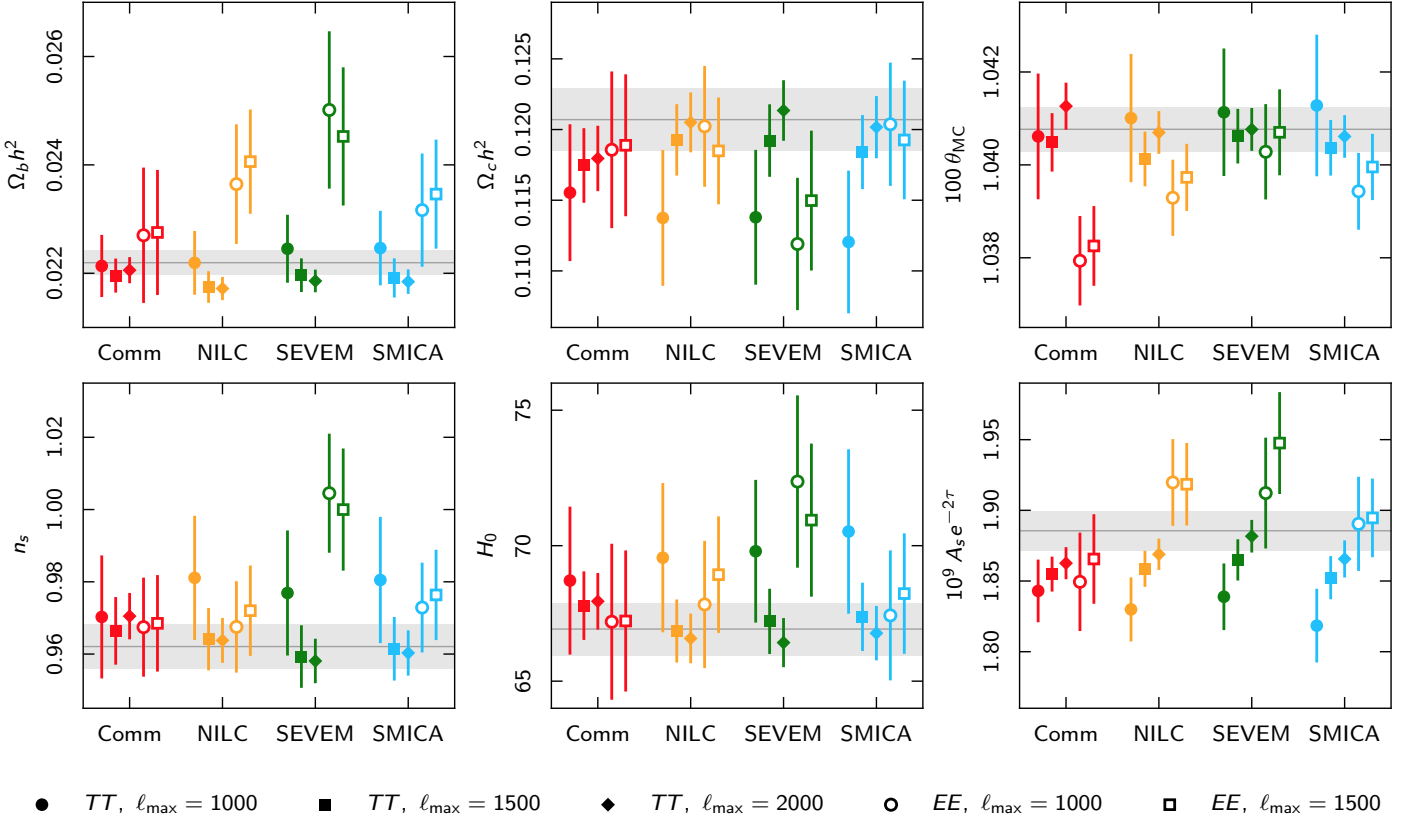 Ω_b h²
0.026
0.024
0.022
Comm NILC SEVEM SMICA
Ω_c h²
0.125
0.120
0.115
0.110
Comm NILC SEVEM SMICA
100 θ_MC
1.042
1.040
1.038
Comm NILC SEVEM SMICA
n_s
1.02
1.00
0.98
0.96
Comm NILC SEVEM SMICA
H_0
75
70
65
Comm NILC SEVEM SMICA
10⁹ A_s e^{−2τ}
1.95
1.90
1.85
1.80
Comm NILC SEVEM SMICA
TT, ℓ_max = 1000 TT, ℓ_max = 1500 TT, ℓ_max = 2000 EE, ℓ_max = 1000 EE, ℓ_max = 1500